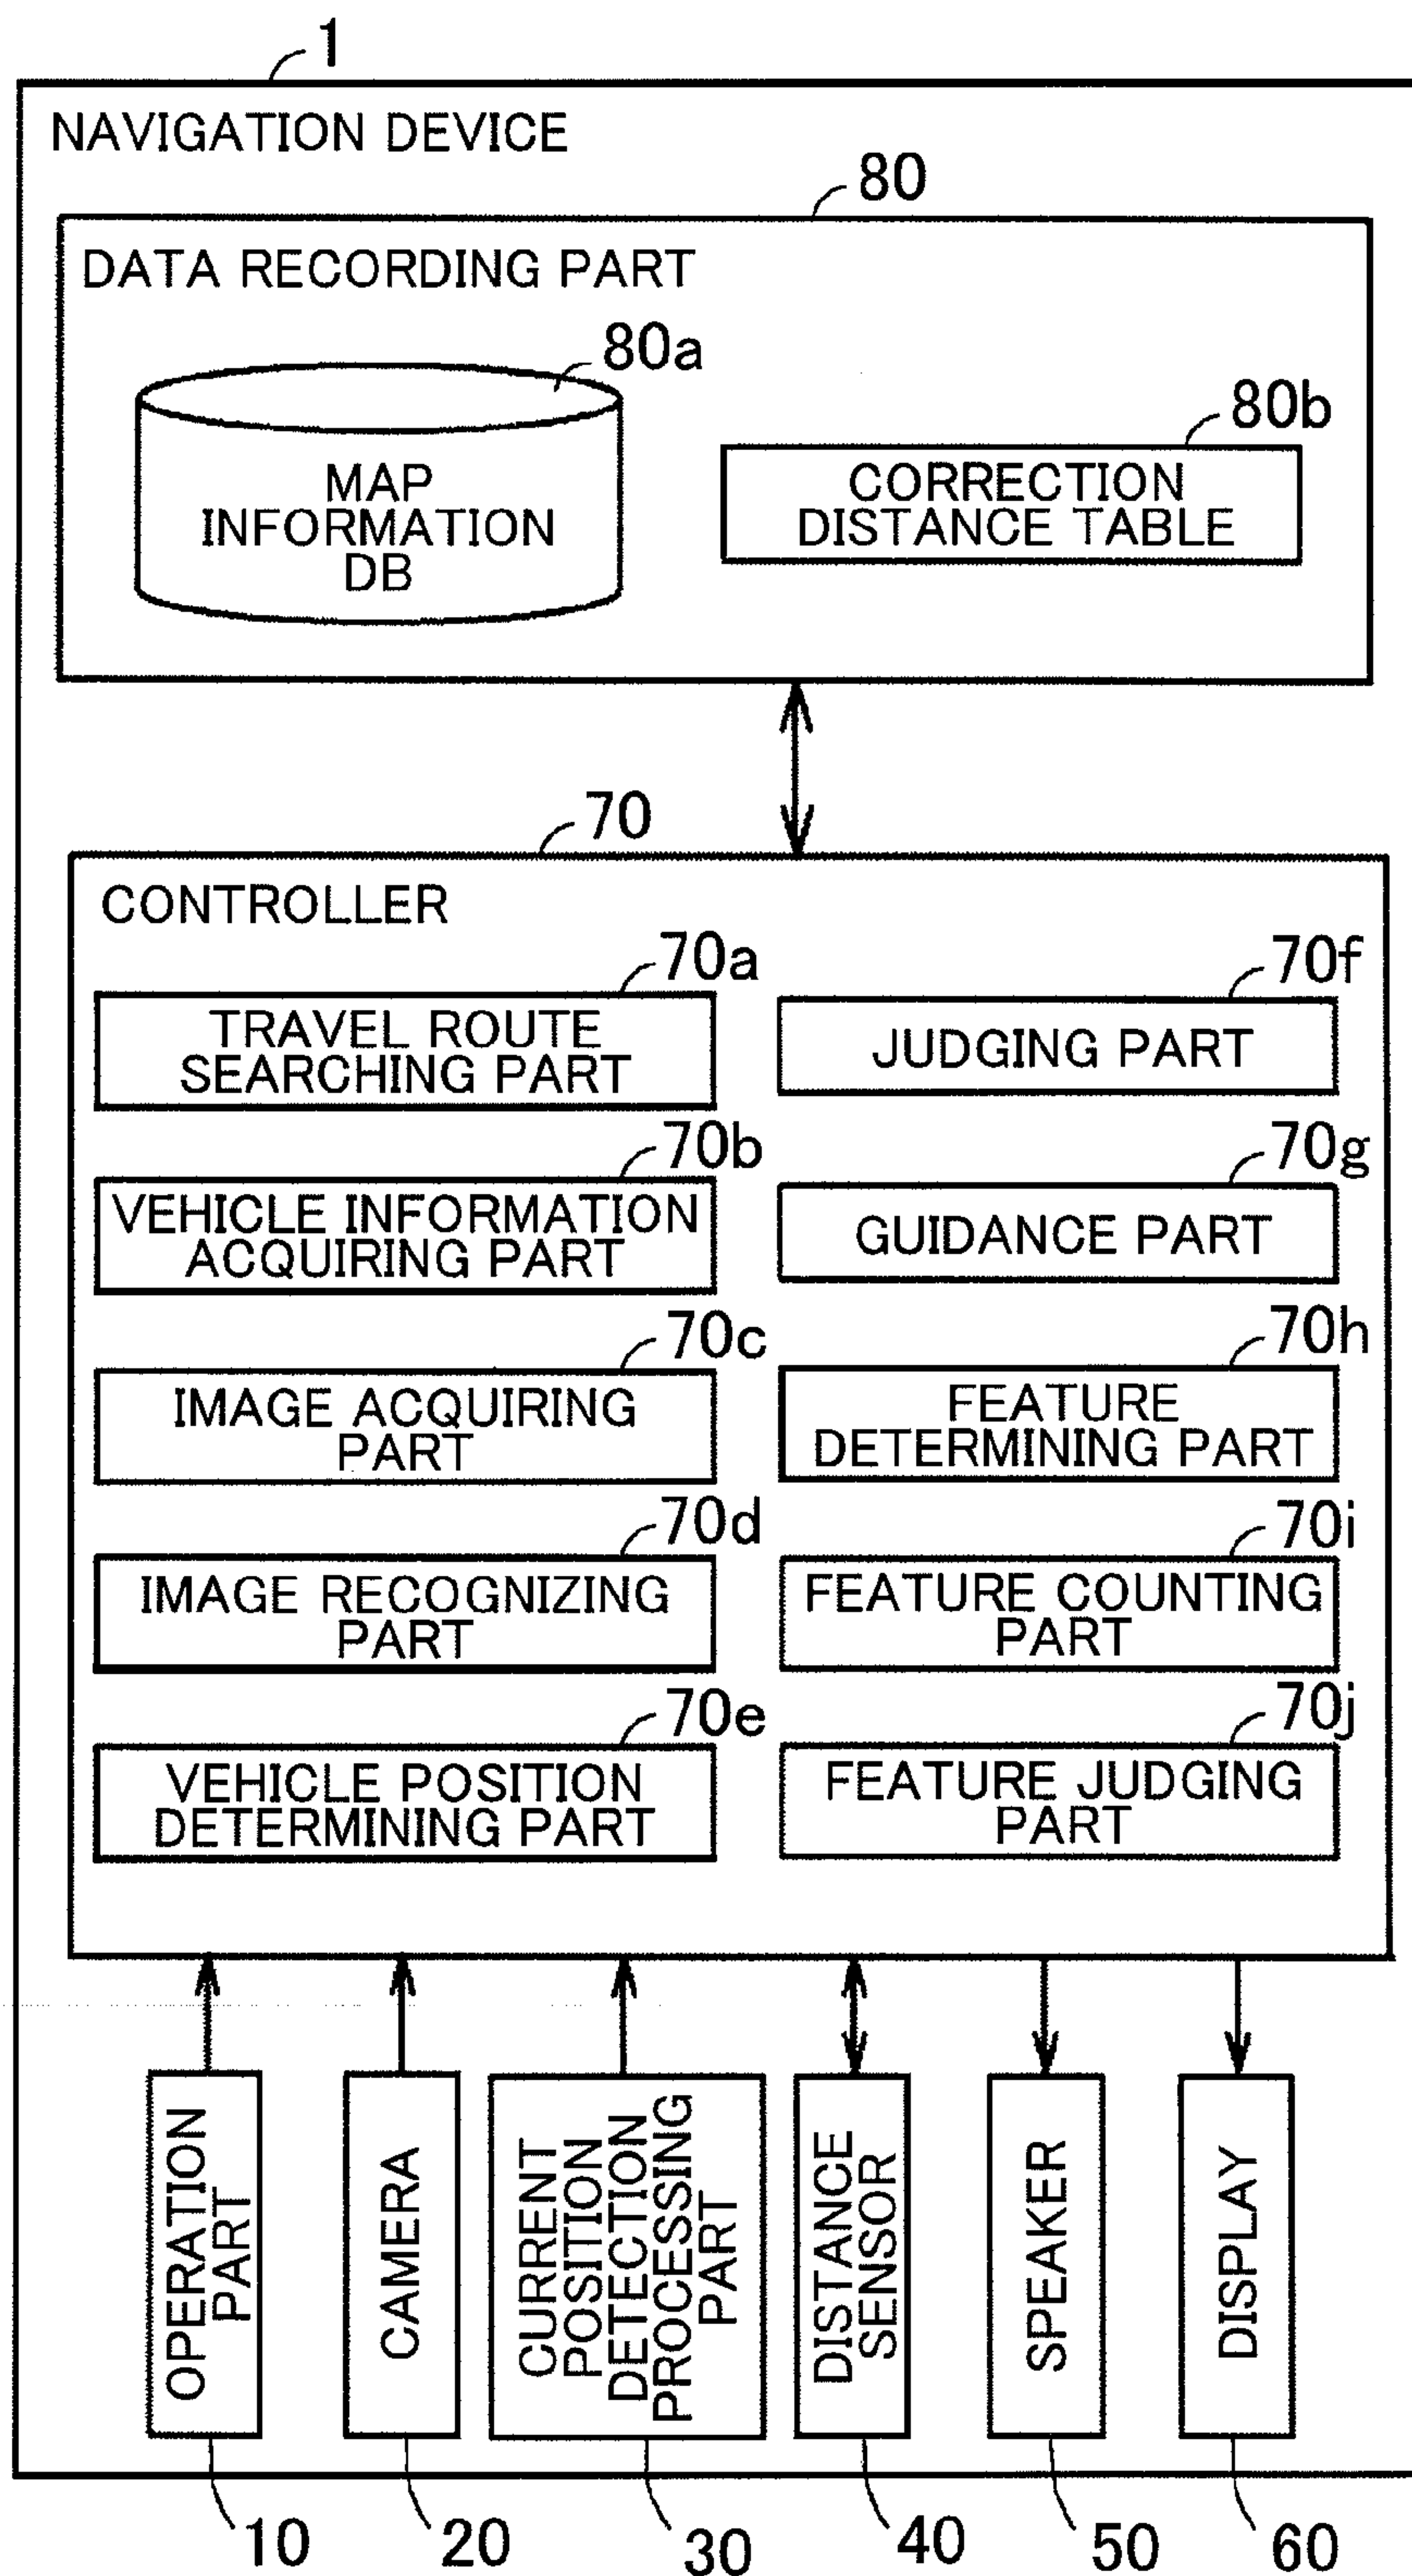 1
NAVIGATION DEVICE
80
DATA RECORDING PART
80a
MAP
INFORMATION
DB
80b
CORRECTION
DISTANCE TABLE
70
CONTROLLER
70a
TRAVEL ROUTE
SEARCHING PART
70b
VEHICLE INFORMATION
ACQUIRING PART
70c
IMAGE ACQUIRING
PART
70d
IMAGE RECOGNIZING
PART
70e
VEHICLE POSITION
DETERMINING PART
70f
JUDGING PART
70g
GUIDANCE PART
70h
FEATURE
DETERMINING PART
70i
FEATURE COUNTING
PART
70j
FEATURE JUDGING
PART
OPERATION
PART
CAMERA
CURRENT
POSITION
DETECTION
PROCESSING
PART
DISTANCE
SENSOR
SPEAKER
DISPLAY
10
20
30
40
50
60